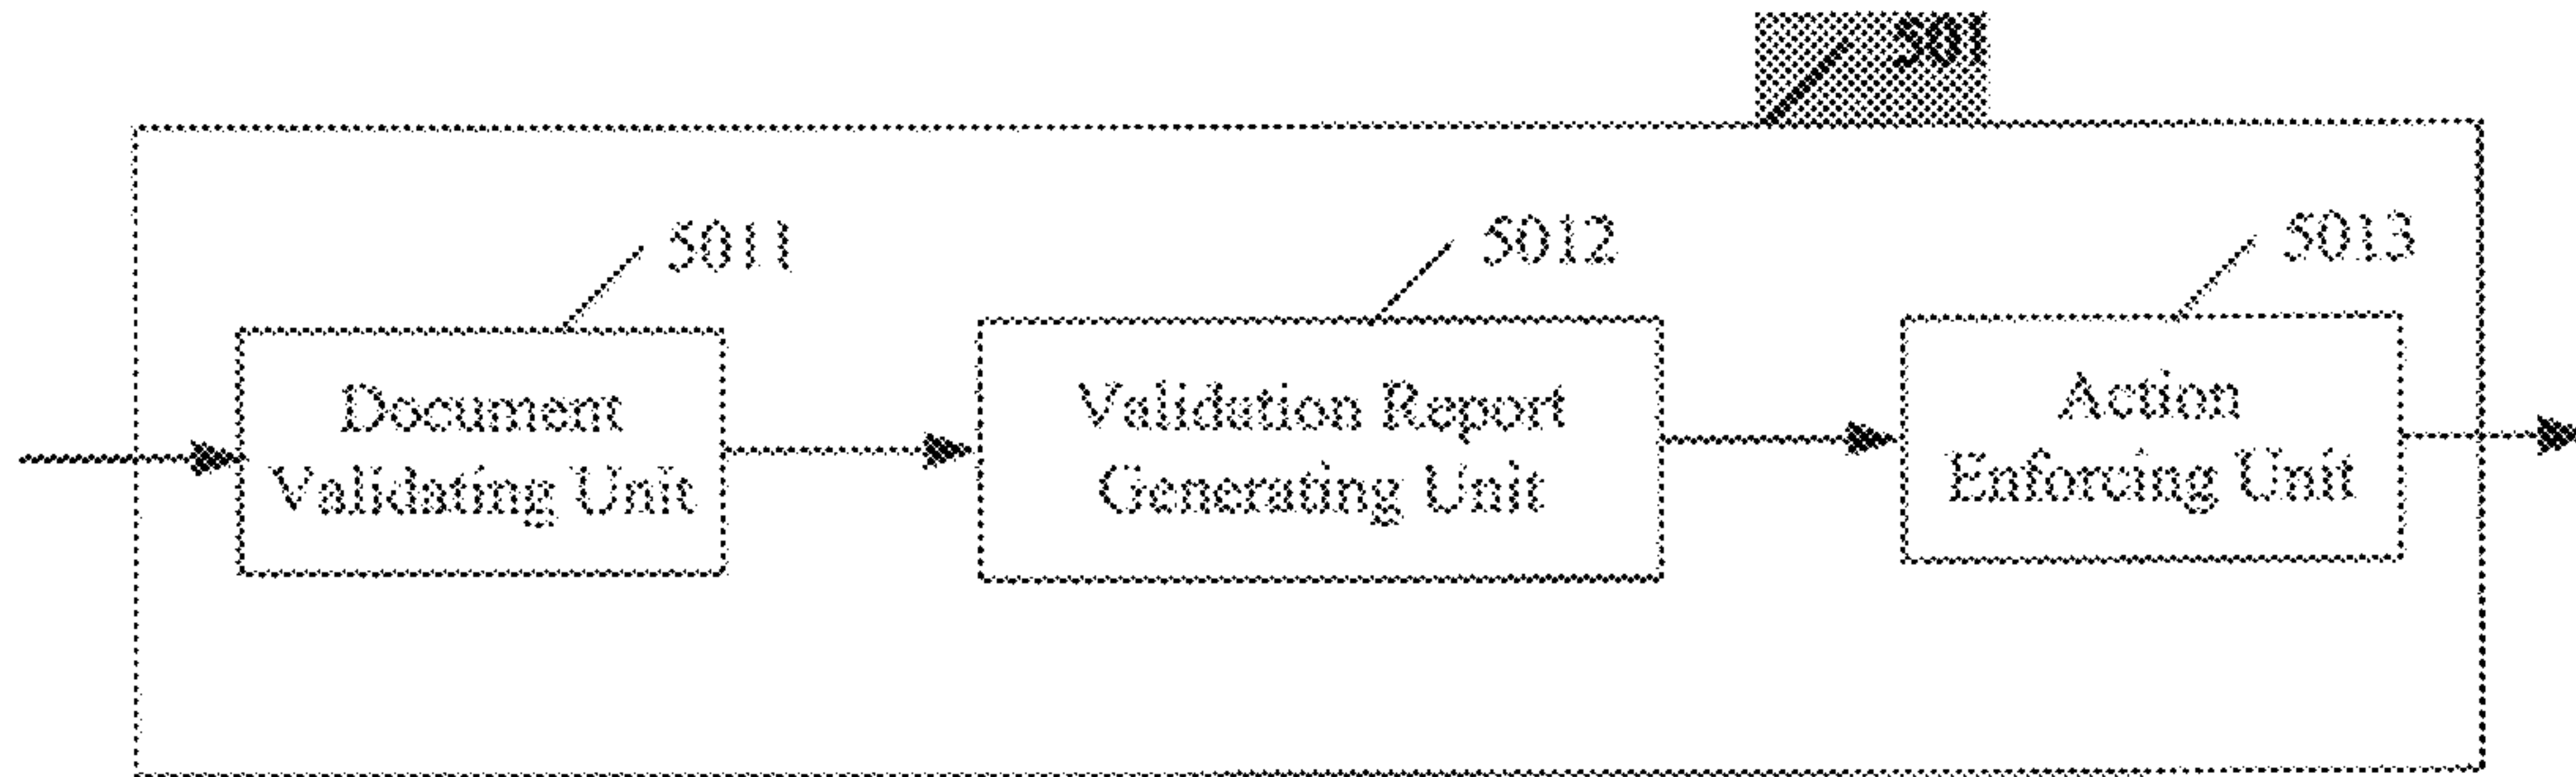 501
5011
5012
5013
Document
Validating Unit
Validation Report
Generating Unit
Action
Enforcing Unit